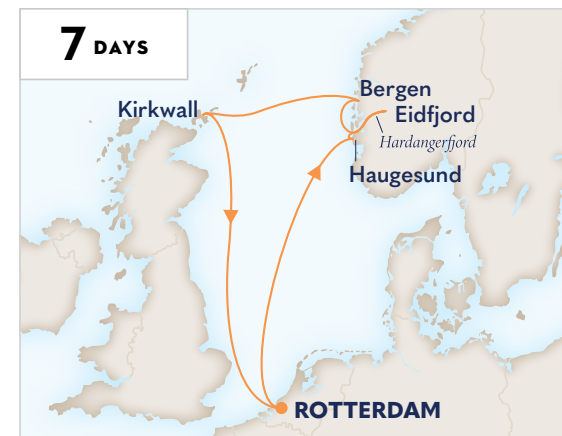 7 DAYS
Bergen
Kirkwall
Eidfjord
Hardangerfjord
Haugesund
ROTTERDAM